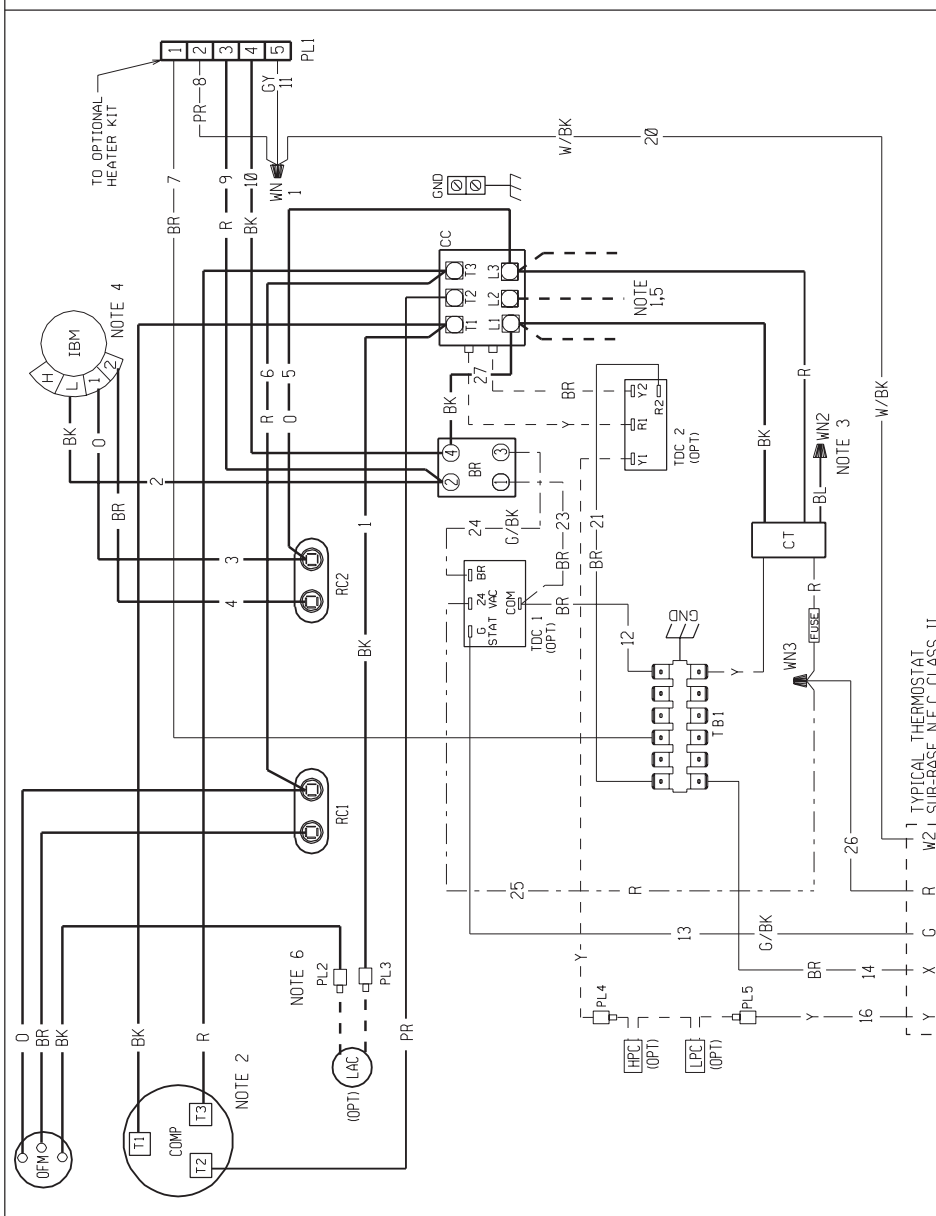 TO OPTIONAL
HEATER KIT
1
2
3
4
5
PL1
BR
7
PR
8
R
9
BK
10
GY
11
WN
1
W/BK
20
GND
IBM
H
L
1
2
NOTE 4
BK
O
BR
2
3
4
R
6
O
5
RC2
CC
T1
T2
T3
L1
L2
L3
NOTE
1,5
27
BK
BR
Y
BR
2
4
1
3
Y2
R1
Y1
R2
TDC 2
(OPT)
BK
R
W/BK
BL
WN2
NOTE 3
CT
1
BK
24
G/BK
BR
23
BR
21
BR
24 VAC
G
STAT
COM
TDC 1
(OPT)
BR
12
GND
TB1
Y
R
FUSE
WN3
RC1
25
R
26
13
G/BK
BR
14
Y
PL4
HPC
(OPT)
LPC
(OPT)
PL5
Y
16
O
BR
BK
OFM
BK
R
T1
T2
T3
COMP
NOTE 2
NOTE 6
PL2
PL3
LAC
(OPT)
PR
TYPICAL THERMOSTAT
SUB-BASE N.E.C CLASS II
Y
X
G
R
W2